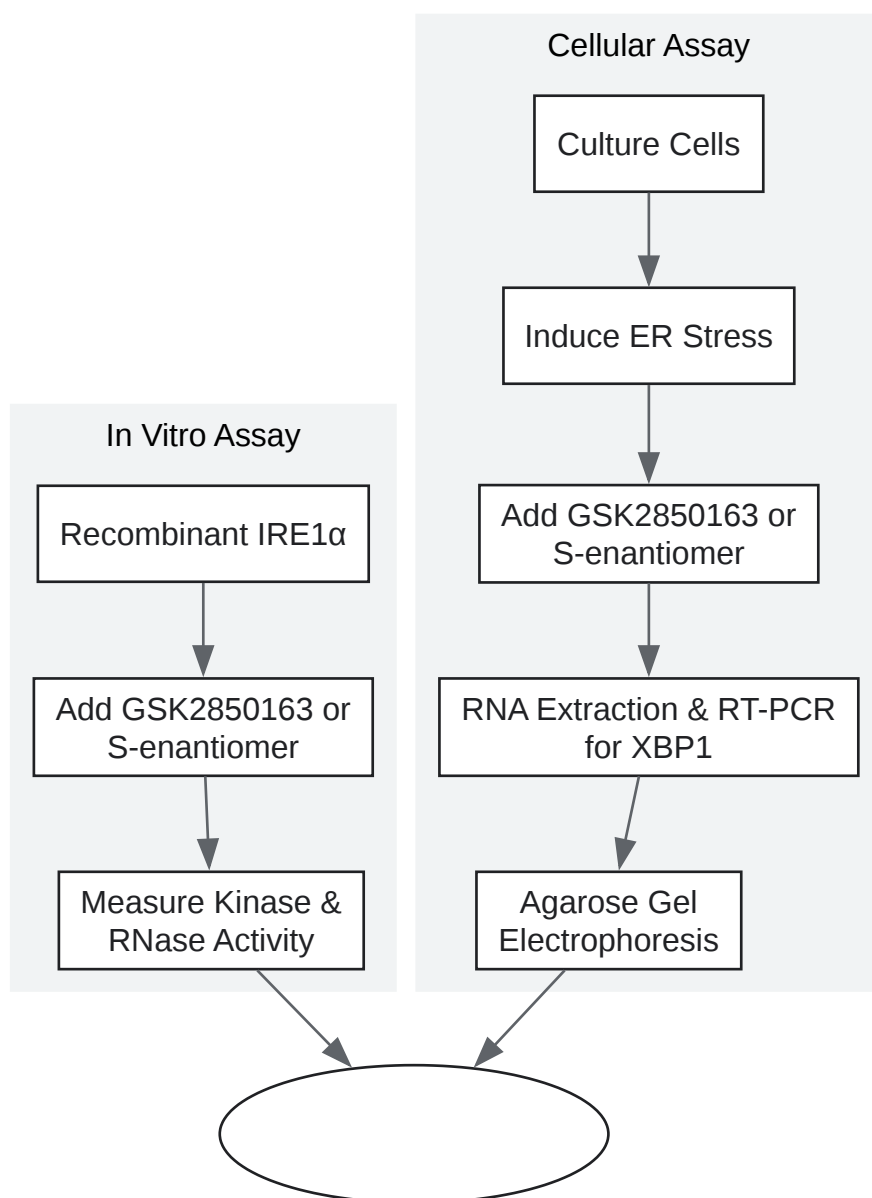 Cellular Assay
Culture Cells
Induce ER Stress
Add GSK2850163 or
S-enantiomer
RNA Extraction & RT-PCR
for XBP1
Agarose Gel
Electrophoresis
In Vitro Assay
Recombinant IRE1α
Add GSK2850163 or
S-enantiomer
Measure Kinase &
RNase Activity